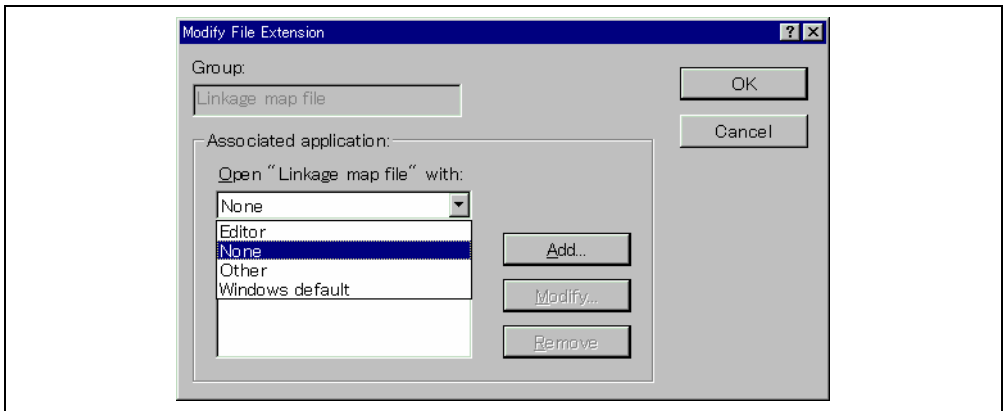 Modify File Extension
Group:
Linkage map file
OK
Cancel
Associated application:
Open "Linkage map file" with:
None
Editor
None
Other
Windows default
Add...
Modify...
Remove